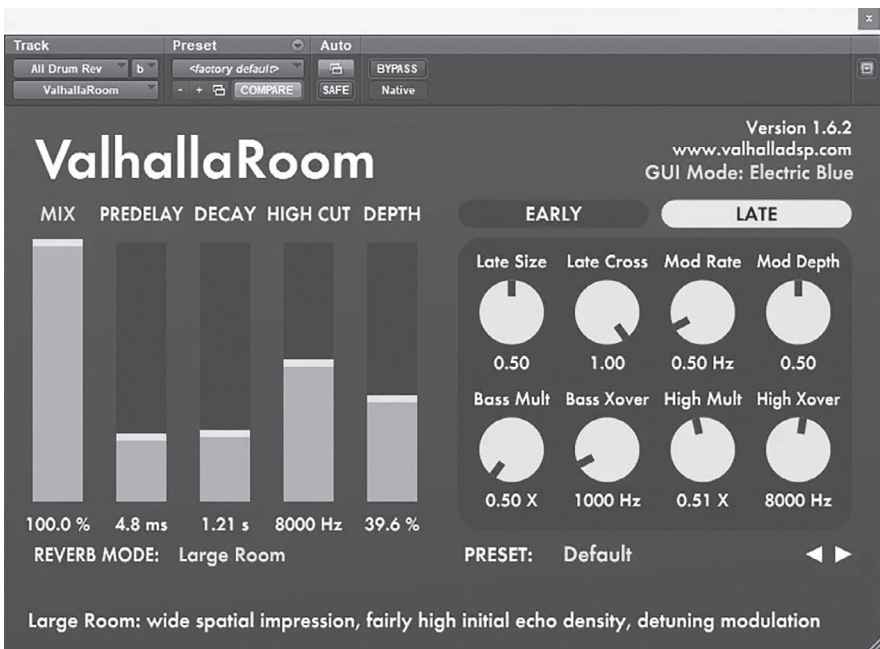 x
Track Preset Auto
All Drum Rev b <factory default> BYPASS
ValhallaRoom - + COMPARE SAFE Native
Version 1.6.2
www.valhalladsp.com
GUI Mode: Electric Blue
ValhallaRoom
MIX PREDELAY DECAY HIGH CUT DEPTH
100.0 % 4.8 ms 1.21 s 8000 Hz 39.6 %
REVERB MODE: Large Room
EARLY LATE
Late Size Late Cross Mod Rate Mod Depth
0.50 1.00 0.50 Hz 0.50
Bass Mult Bass Xover High Mult High Xover
0.50 X 1000 Hz 0.51 X 8000 Hz
PRESET: Default
Large Room: wide spatial impression, fairly high initial echo density, detuning modulation